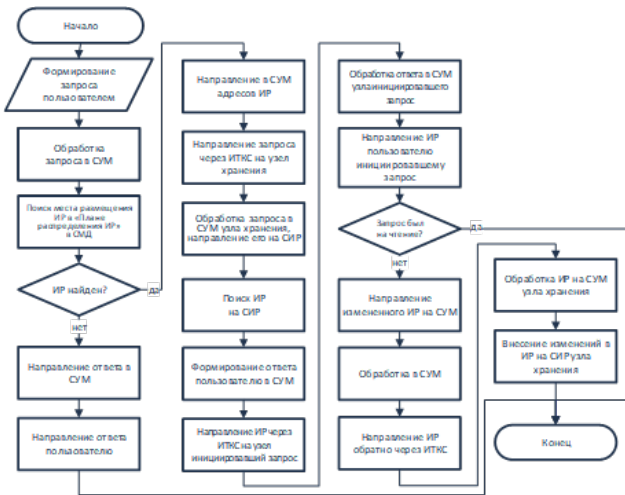 Начало
Формирование
запроса
пользователем
Обработка
запроса в СУМ
Поиск места размещения
ИР в «Плане
распределения ИР»
в СМД
ИР найден?
да
нет
Направление ответа в
СУМ
Направление ответа
пользователю
Направление в СУМ
адресов ИР
Направление запроса
через ИТКС на узел
хранения
Обработка запроса в
СУМ узла хранения,
направление его на СИР
Поиск ИР
на СИР
Формирование ответа
пользователю в СУМ
Направление ИР через
ИТКС на узел
инициировавший запрос
Обработка ответа в СУМ
узла инициировавшего
запрос
Направление ИР
пользователю
инициировавшему
запрос
Запрос был
на чтение?
да
нет
Направление
измененного ИР на СУМ
Обработка в СУМ
Направление ИР
обратно через ИТКС
Обработка ИР на СУМ
узла хранения
Внесение изменений в
ИР на СИР узла
хранения
Конец